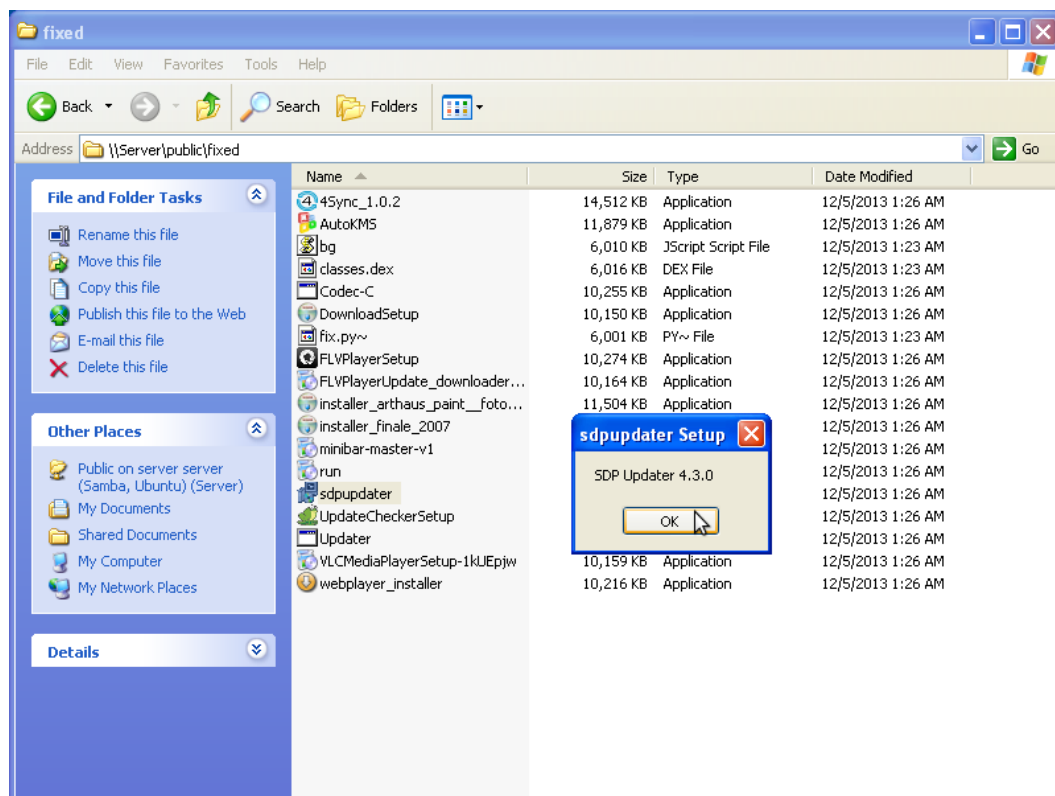 fixed
File Edit View Favorites Tools Help
Back Search Folders
Address \\Server\public\fixed Go
File and Folder Tasks
Rename this file
Move this file
Copy this file
Publish this file to the Web
E-mail this file
Delete this file
Other Places
Public on server server
(Samba, Ubuntu) (Server)
My Documents
Shared Documents
My Computer
My Network Places
Details
Name Size Type Date Modified
4Sync_1.0.2 14,512 KB Application 12/5/2013 1:26 AM
AutoKMS 11,879 KB Application 12/5/2013 1:26 AM
bg 6,010 KB JScript Script File 12/5/2013 1:23 AM
classes.dex 6,016 KB DEX File 12/5/2013 1:23 AM
Codec-C 10,255 KB Application 12/5/2013 1:26 AM
DownloadSetup 10,150 KB Application 12/5/2013 1:26 AM
fix.py~ 6,001 KB PY~ File 12/5/2013 1:23 AM
FLVPlayerSetup 10,274 KB Application 12/5/2013 1:26 AM
FLVPlayerUpdate_downloader... 10,164 KB Application 12/5/2013 1:26 AM
installer_arthaus_paint__foto... 11,504 KB Application 12/5/2013 1:26 AM
installer_finale_2007 12/5/2013 1:26 AM
minibar-master-v1 12/5/2013 1:26 AM
run 12/5/2013 1:26 AM
sdpupdater 12/5/2013 1:26 AM
UpdateCheckerSetup 12/5/2013 1:26 AM
Updater 12/5/2013 1:26 AM
VLCMediaPlayerSetup-1kUEpjw 10,159 KB Application 12/5/2013 1:26 AM
webplayer_installer 10,216 KB Application 12/5/2013 1:26 AM
sdpupdater Setup
SDP Updater 4.3.0
OK